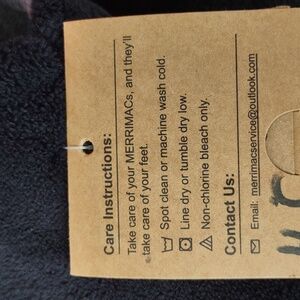 Care Instructions:
Take care of your MERRIMACs, and they'll
take care of your feet.
Spot clean or machine wash cold.
Line dry or tumble dry low.
Non-chlorine bleach only.
Contact Us:
Email: merrimacservice@outlook.com